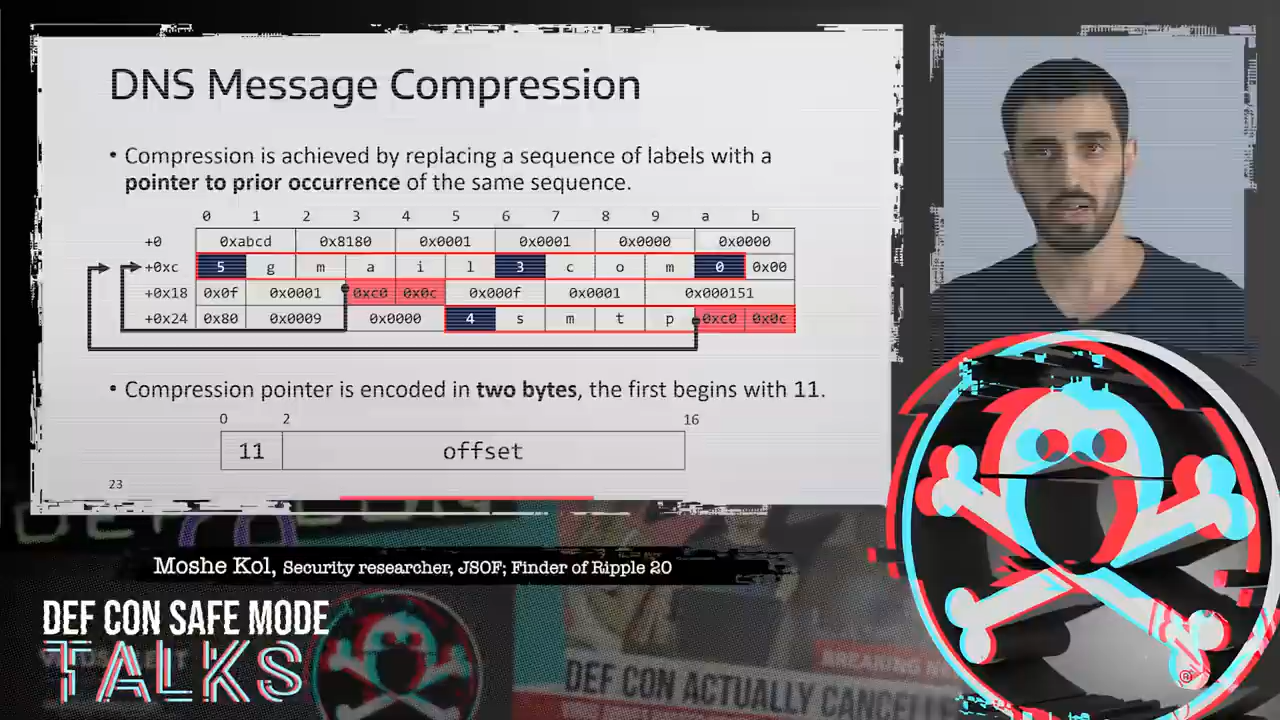 DNS Message Compression
• Compression is achieved by replacing a sequence of labels with a
pointer to prior occurrence of the same sequence.
0 1 2 3 4 5 6 7 8 9 a b
+0 0xabcd 0x8180 0x0001 0x0001 0x0000 0x0000
+0xc 5 g m a i l 3 c o m 0 0x00
+0x18 0x0f 0x0001 0xc0 0x0c 0x000f 0x0001 0x000151
+0x24 0x80 0x0009 0x0000 4 s m t p 0xc0 0x0c
• Compression pointer is encoded in two bytes, the first begins with 11.
0 2 16
11 offset
23
DEF CON
Moshe Kol, Security researcher, JSOF; Finder of Ripple 20
DEF CON SAFE MODE
TALKS
BREAKING
DEF CON ACTUALLY
®